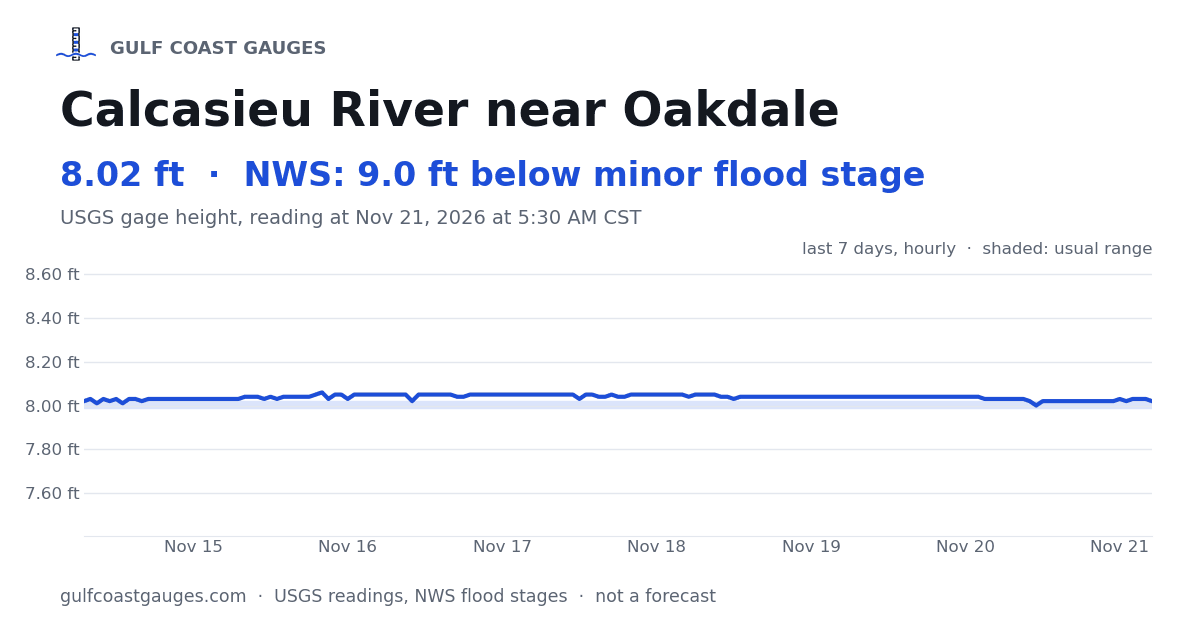 GULF COAST GAUGES
Calcasieu River near Oakdale
8.02 ft · NWS: 9.0 ft below minor flood stage
USGS gage height, reading at Nov 21, 2026 at 5:30 AM CST
last 7 days, hourly · shaded: usual range
8.60 ft
8.40 ft
8.20 ft
8.00 ft
7.80 ft
7.60 ft
Nov 15 Nov 16 Nov 17 Nov 18 Nov 19 Nov 20 Nov 21
gulfcoastgauges.com · USGS readings, NWS flood stages · not a forecast